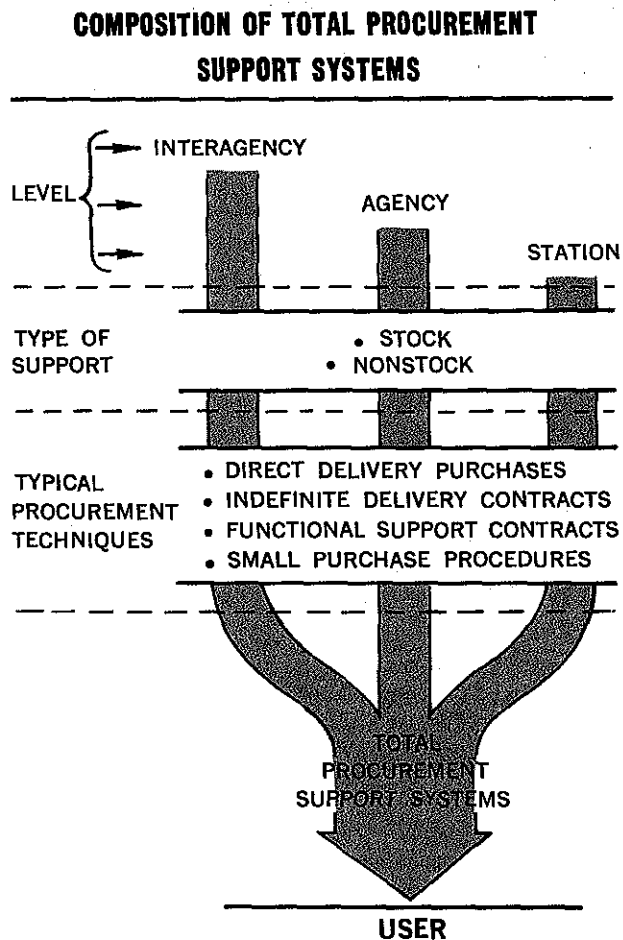 COMPOSITION OF TOTAL PROCUREMENT
SUPPORT SYSTEMS
INTERAGENCY
LEVEL
AGENCY
STATION
TYPE OF
SUPPORT
• STOCK
• NONSTOCK
TYPICAL
PROCUREMENT
TECHNIQUES
• DIRECT DELIVERY PURCHASES
• INDEFINITE DELIVERY CONTRACTS
• FUNCTIONAL SUPPORT CONTRACTS
• SMALL PURCHASE PROCEDURES
TOTAL
PROCUREMENT
SUPPORT SYSTEMS
USER